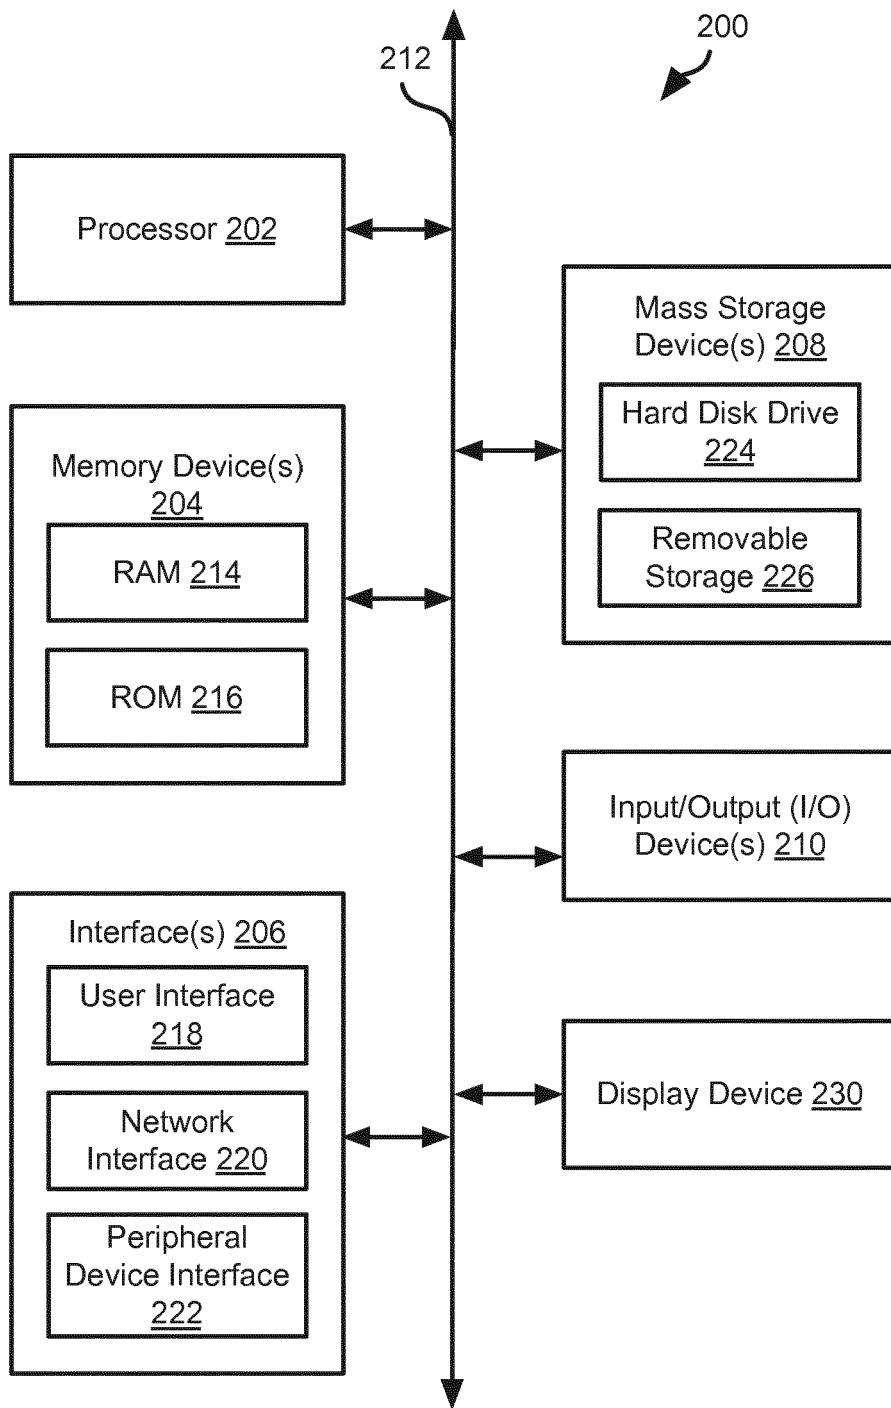 200
212
Processor 202
Mass Storage
Device(s) 208
Hard Disk Drive
224
Removable
Storage 226
Memory Device(s)
204
RAM 214
ROM 216
Input/Output (I/O)
Device(s) 210
Interface(s) 206
User Interface
218
Network
Interface 220
Peripheral
Device Interface
222
Display Device 230